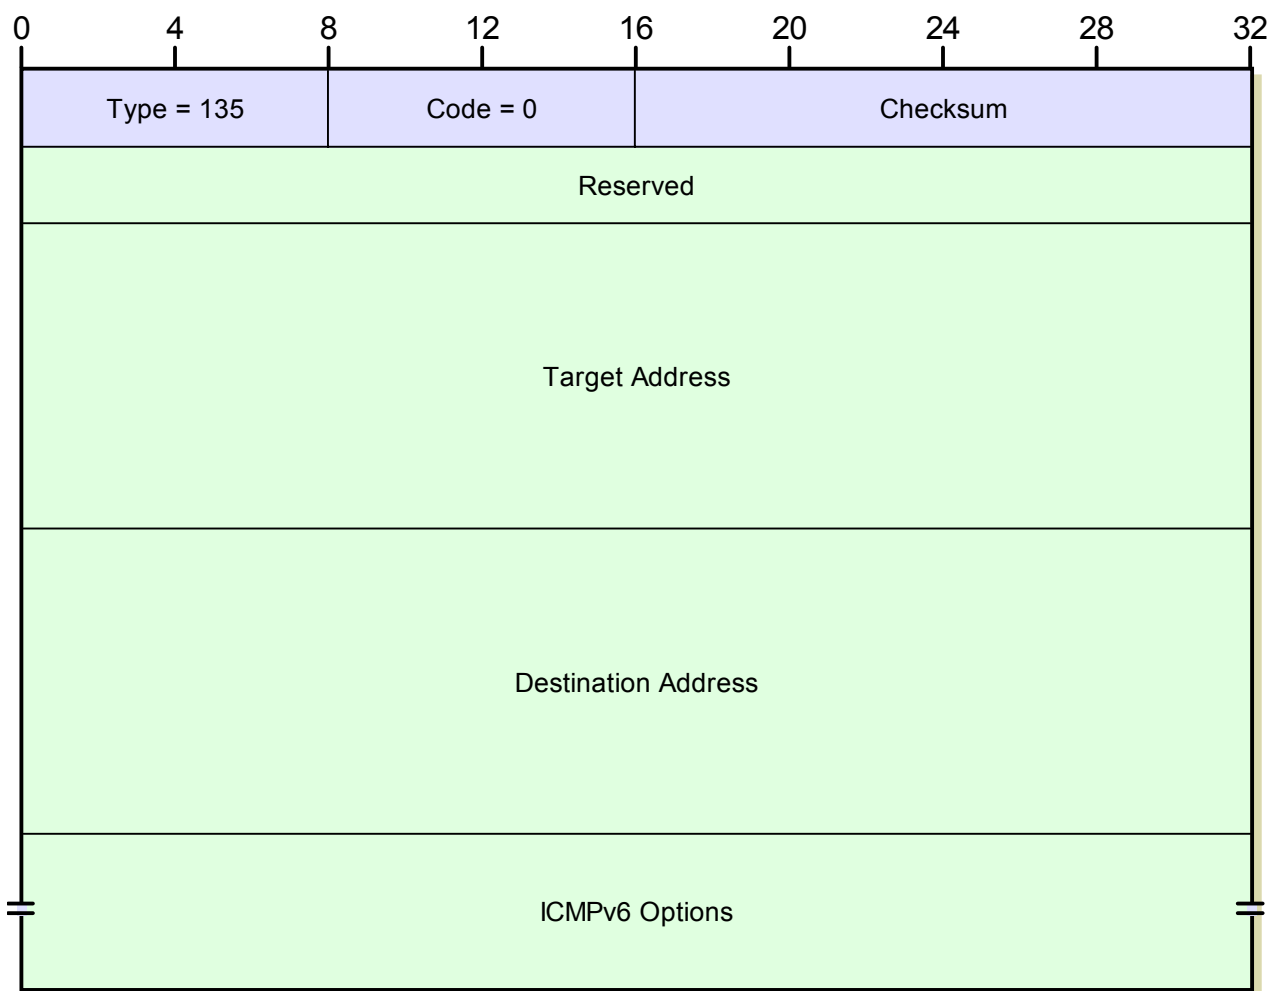 0 4 8 12 16 20 24 28 32
Type = 135 Code = 0 Checksum
Reserved
Target Address
Destination Address
ICMPv6 Options